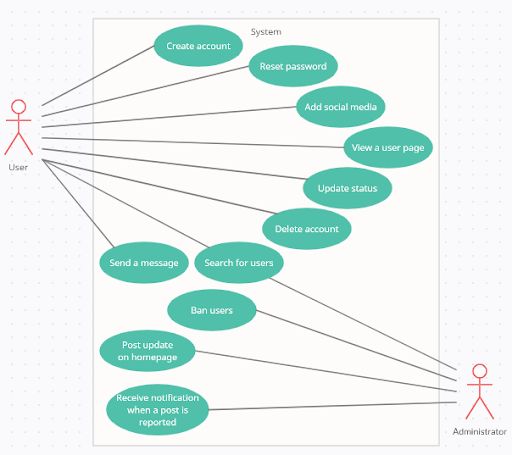 System
Create account
Reset password
Add social media
View a user page
User
Update status
Delete account
Send a message
Search for users
Ban users
Post update
on homepage
Receive notification
when a post is
reported
Administrator